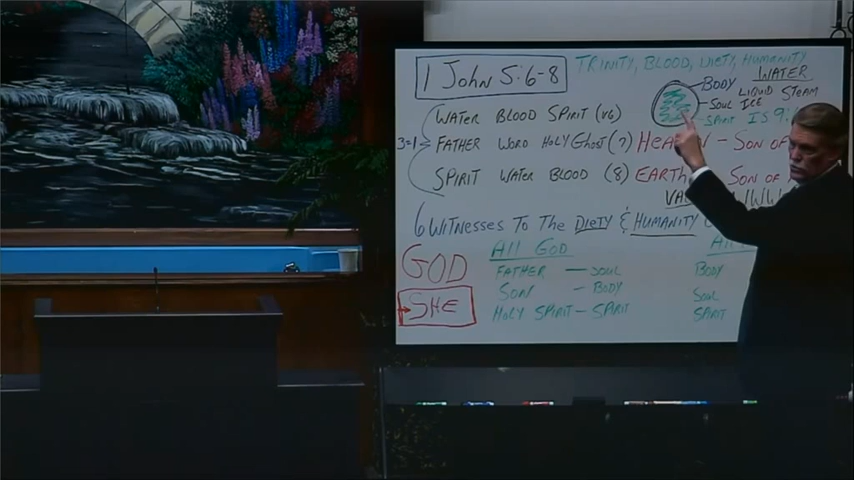 1 JOHN 5:6-8
TRINITY, BLOOD, DIETY, HUMANITY
BODY WATER
SOUL LIQUID STEAM
ICE
SPIRIT IS 9:
WATER BLOOD SPIRIT (V6)
3=1 FATHER WORD HOLY GHOST (7) HEAVEN - SON OF
SPIRIT WATER BLOOD (8) EARTH SON OF
6 WITNESSES TO THE DIETY & HUMANITY
GOD
SHE
ALL GOD
FATHER — SOUL
SON - BODY
HOLY SPIRIT - SPIRIT
BODY
SOUL
SPIRIT